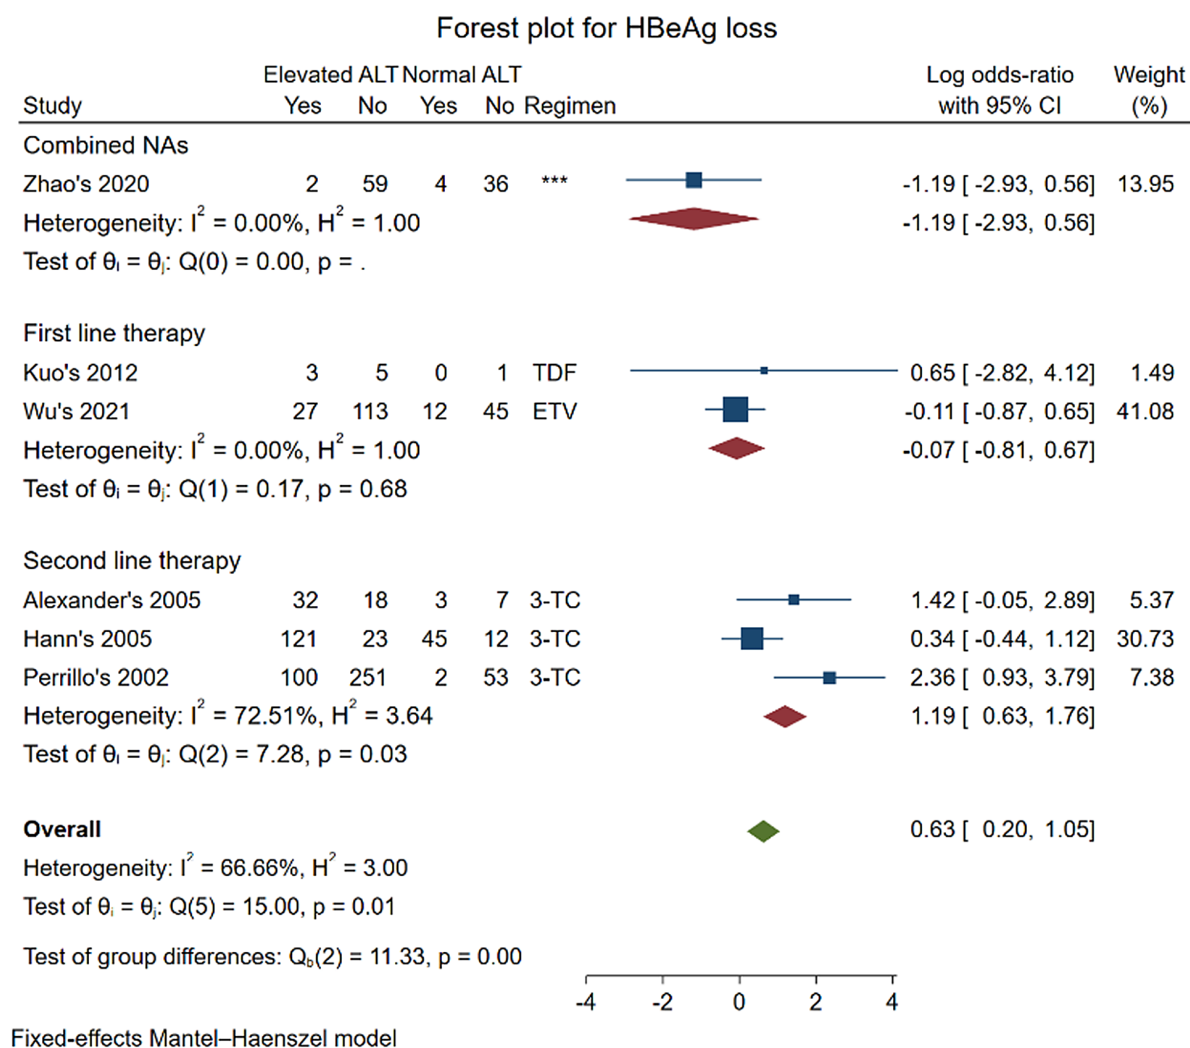 Forest plot for HBeAg loss
Elevated ALT Normal ALT Log odds-ratio Weight
Study Yes No Yes No Regimen with 95% CI (%)
Combined NAs
Zhao's 2020 2 59 4 36 *** -1.19 [ -2.93, 0.56] 13.95
Heterogeneity: I² = 0.00%, H² = 1.00 -1.19 [ -2.93, 0.56]
Test of θᵢ = θⱼ: Q(0) = 0.00, p = .
First line therapy
Kuo's 2012 3 5 0 1 TDF 0.65 [ -2.82, 4.12] 1.49
Wu's 2021 27 113 12 45 ETV -0.11 [ -0.87, 0.65] 41.08
Heterogeneity: I² = 0.00%, H² = 1.00 -0.07 [ -0.81, 0.67]
Test of θᵢ = θⱼ: Q(1) = 0.17, p = 0.68
Second line therapy
Alexander's 2005 32 18 3 7 3-TC 1.42 [ -0.05, 2.89] 5.37
Hann's 2005 121 23 45 12 3-TC 0.34 [ -0.44, 1.12] 30.73
Perrillo's 2002 100 251 2 53 3-TC 2.36 [ 0.93, 3.79] 7.38
Heterogeneity: I² = 72.51%, H² = 3.64 1.19 [ 0.63, 1.76]
Test of θᵢ = θⱼ: Q(2) = 7.28, p = 0.03
Overall 0.63 [ 0.20, 1.05]
Heterogeneity: I² = 66.66%, H² = 3.00
Test of θᵢ = θⱼ: Q(5) = 15.00, p = 0.01
Test of group differences: Q_b(2) = 11.33, p = 0.00
-4 -2 0 2 4
Fixed-effects Mantel–Haenszel model